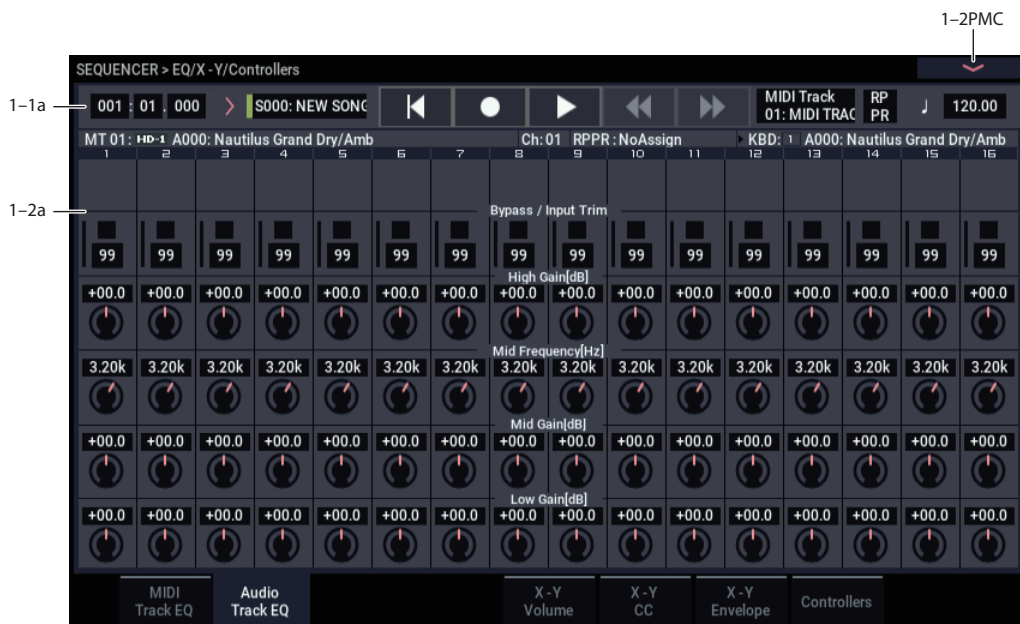 1–2PMC
SEQUENCER > EQ/X -Y/Controllers
1–1a
001 : 01 . 000
S000: NEW SONG
MIDI Track
01: MIDI TRAC
RP
PR
♩ 120.00
MT 01: HD-1 A000: Nautilus Grand Dry/Amb Ch: 01 RPPR : NoAssign KBD: 1 A000: Nautilus Grand Dry/Amb
1 2 3 4 5 6 7 8 9 10 11 12 13 14 15 16
1–2a
Bypass / Input Trim
99 99 99 99 99 99 99 99 99 99 99 99 99 99 99 99
High Gain[dB]
+00.0 +00.0 +00.0 +00.0 +00.0 +00.0 +00.0 +00.0 +00.0 +00.0 +00.0 +00.0 +00.0 +00.0 +00.0 +00.0
Mid Frequency[Hz]
3.20k 3.20k 3.20k 3.20k 3.20k 3.20k 3.20k 3.20k 3.20k 3.20k 3.20k 3.20k 3.20k 3.20k 3.20k 3.20k
Mid Gain[dB]
+00.0 +00.0 +00.0 +00.0 +00.0 +00.0 +00.0 +00.0 +00.0 +00.0 +00.0 +00.0 +00.0 +00.0 +00.0 +00.0
Low Gain[dB]
+00.0 +00.0 +00.0 +00.0 +00.0 +00.0 +00.0 +00.0 +00.0 +00.0 +00.0 +00.0 +00.0 +00.0 +00.0 +00.0
MIDI
Track EQ
Audio
Track EQ
X -Y
Volume
X -Y
CC
X -Y
Envelope
Controllers